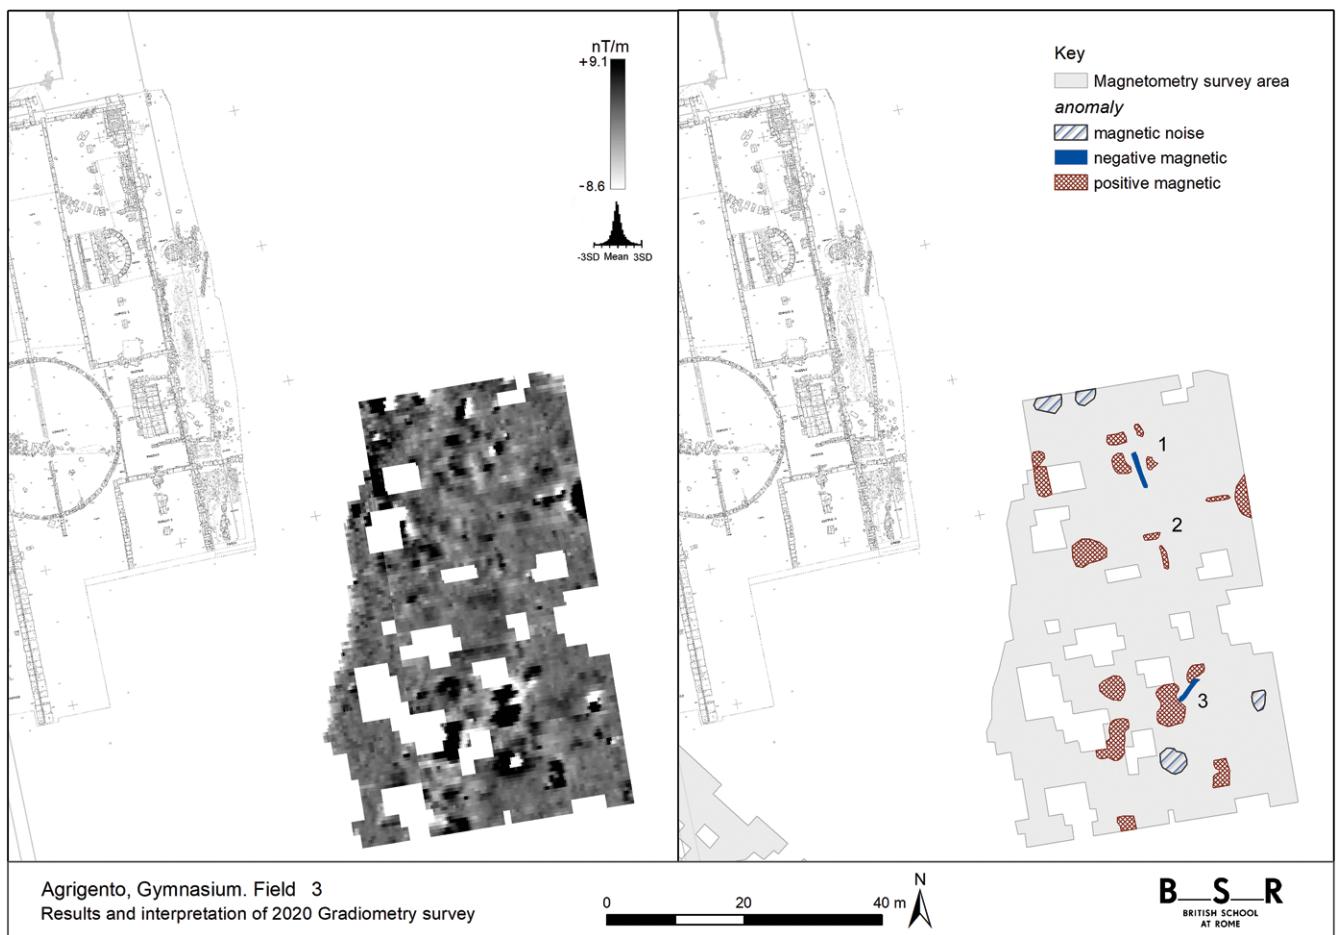 nT/m
+9.1
-8.6
-3SD Mean 3SD
Key
Magnetometry survey area
anomaly
magnetic noise
negative magnetic
positive magnetic
1
2
3
Agrigento, Gymnasium. Field 3
Results and interpretation of 2020 Gradiometry survey
0 20 40 m
N
B_S_R
BRITISH SCHOOL
AT ROME